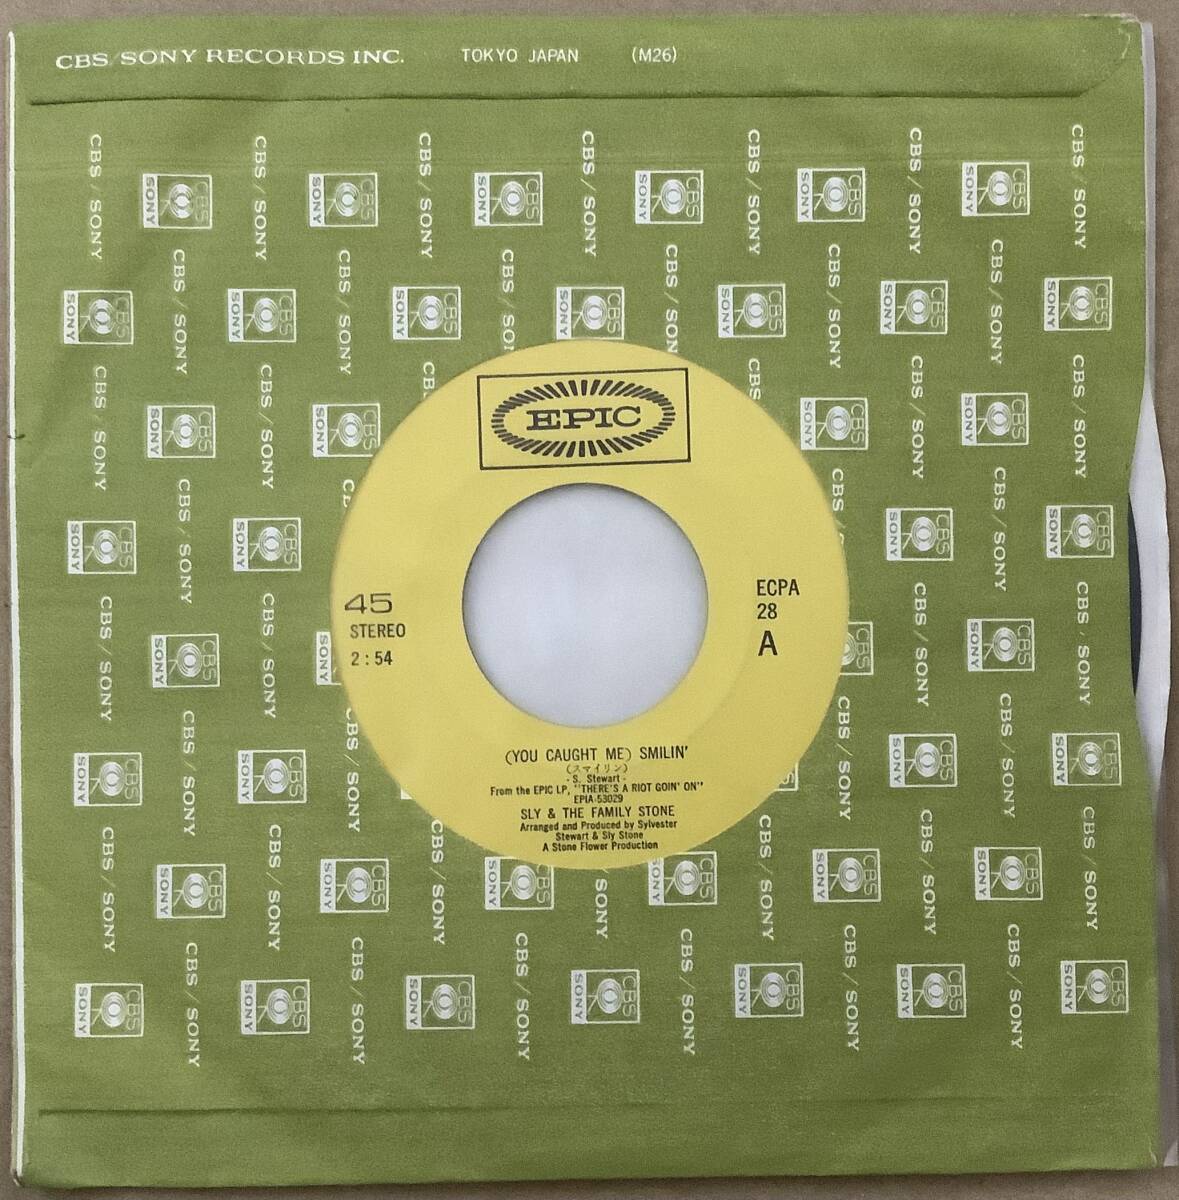 CBS/SONY RECORDS INC. TOKYO JAPAN (M26)
EPIC
45
STEREO
2:54
ECPA
28
A
(YOU CAUGHT ME) SMILIN'
(スマイリン)
- S. Stewart -
From the EPIC LP, "THERE'S A RIOT GOIN' ON"
EPIA-53029
SLY & THE FAMILY STONE
Arranged and Produced by Sylvester
Stewart & Sly Stone
A Stone Flower Production
CBS/SONY
CBS
SONY